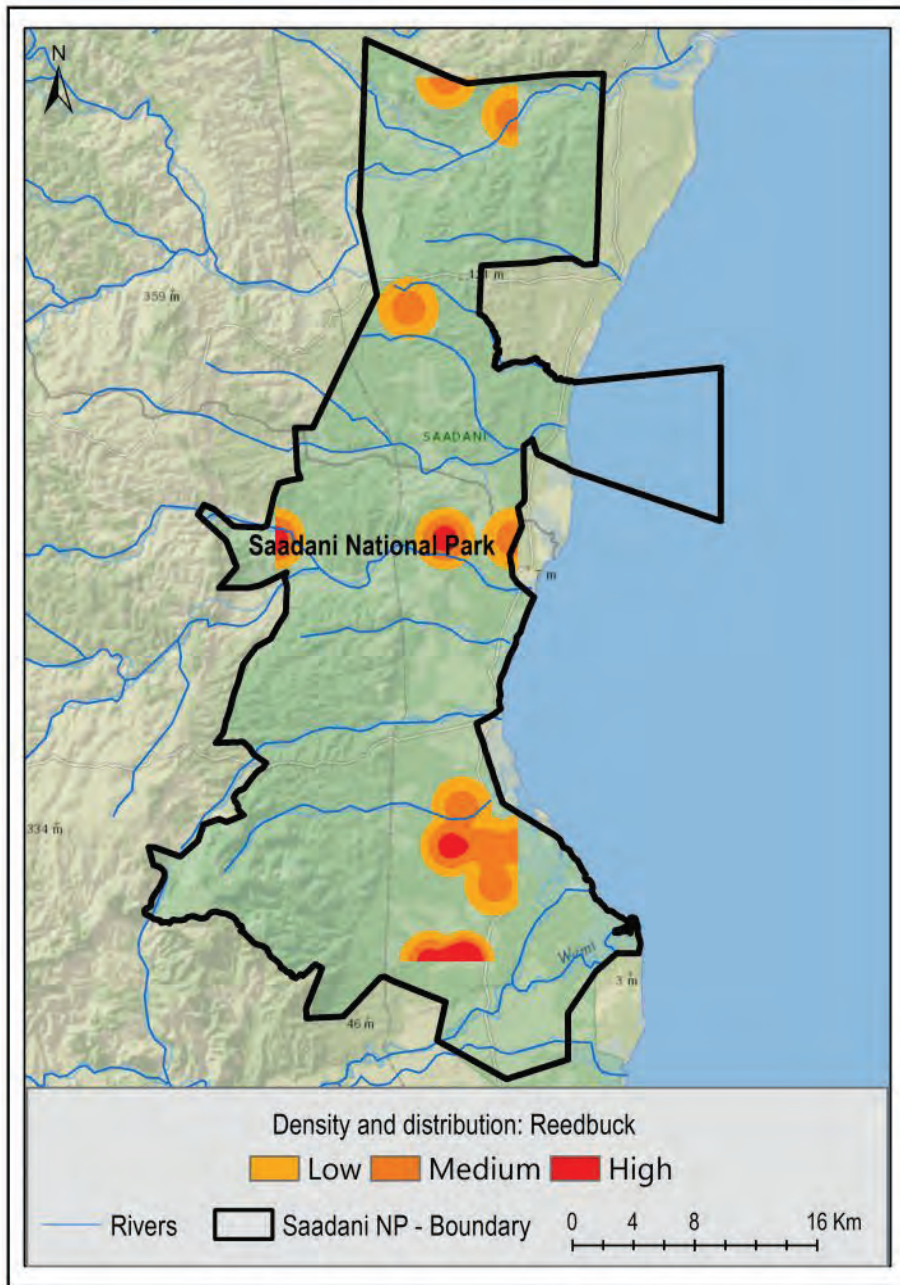 N
131 m
359 m
SAADANI
Saadani National Park
7 m
334 m
Wami
3 m
46 m
Density and distribution: Reedbuck
Low Medium High
Rivers Saadani NP - Boundary 0 4 8 16 Km